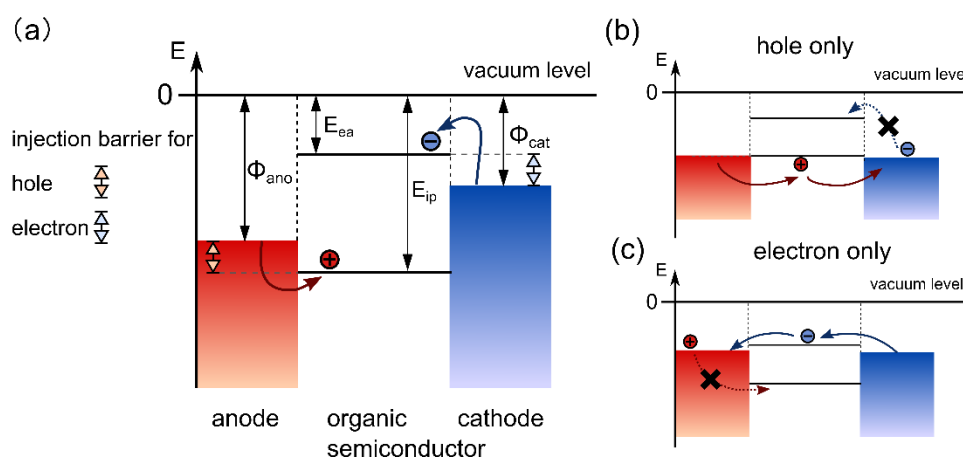 (a)
E
vacuum level
0
injection barrier for
hole
electron
Φano
Eea
Eip
Φcat
+
−
anode
organic
semiconductor
cathode
(b)
hole only
E
vacuum leve
0
+
−
(c)
electron only
E
vacuum level
0
+
−